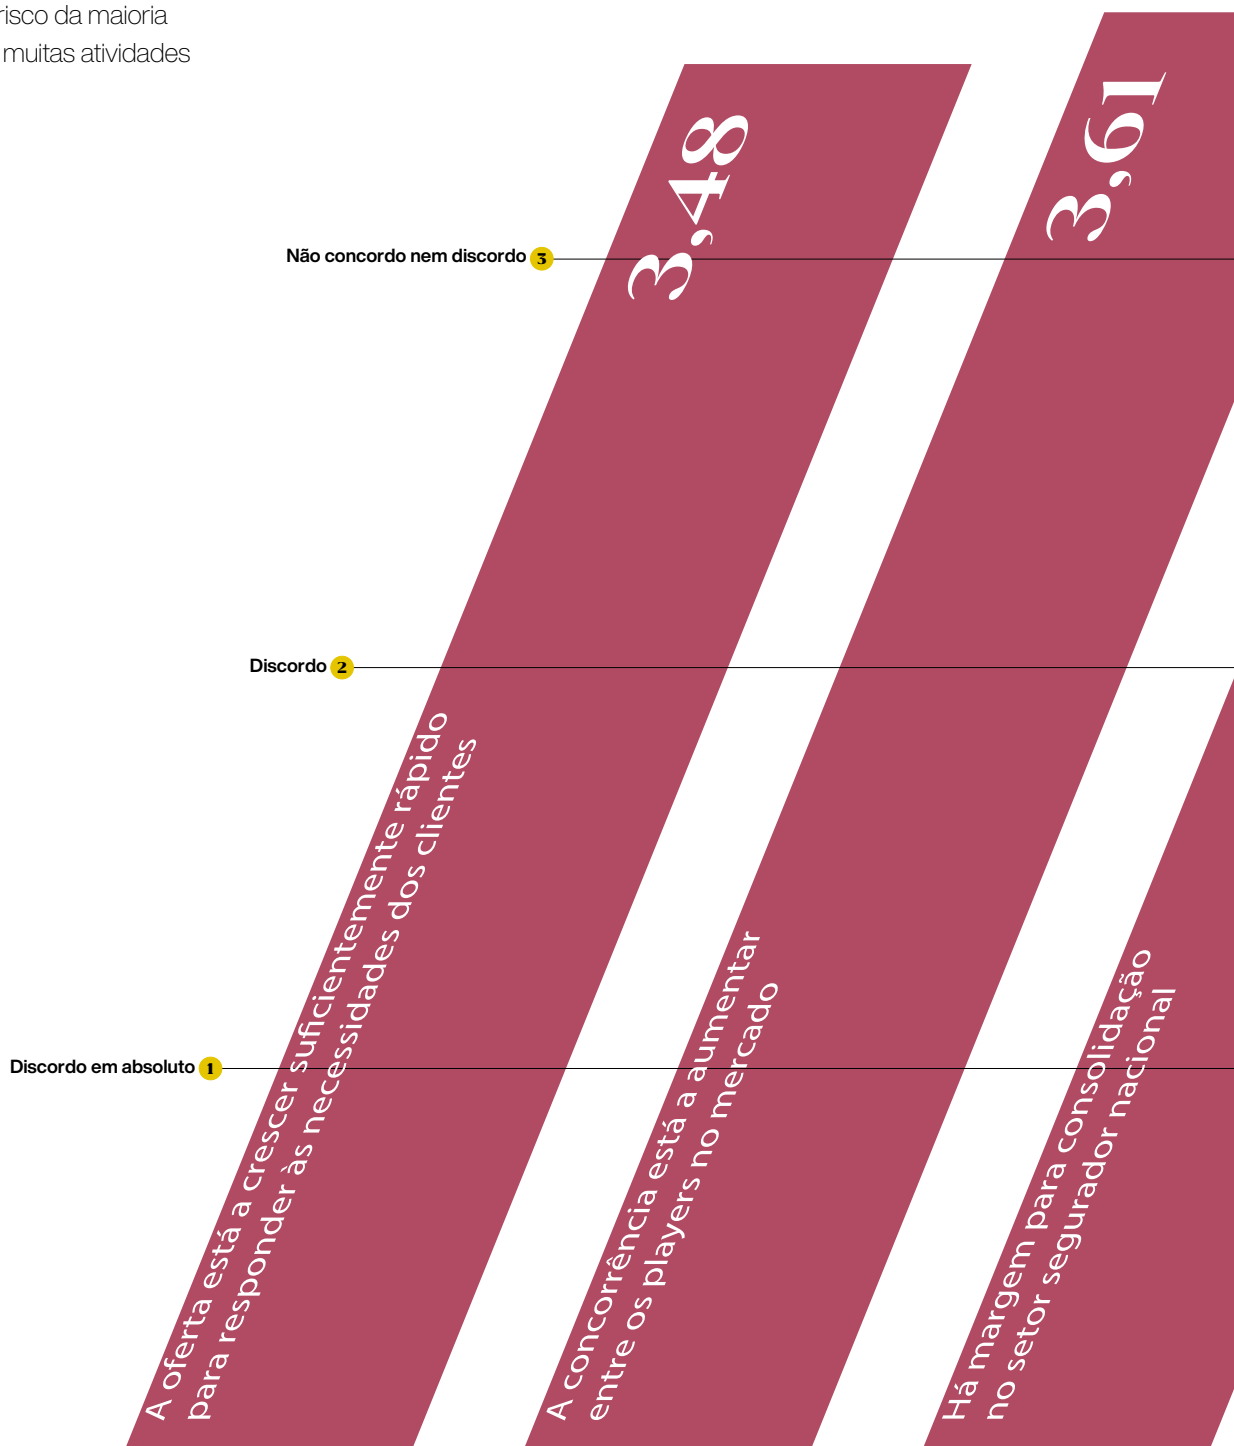 risco da maioria
muitas atividades
3,48
3,61
Não concordo nem discordo 3
Discordo 2
Discordo em absoluto 1
A oferta está a crescer suficientemente rápido
para responder às necessidades dos clientes
A concorrência está a aumentar
entre os players no mercado
Há margem para consolidação
no setor segurador nacional